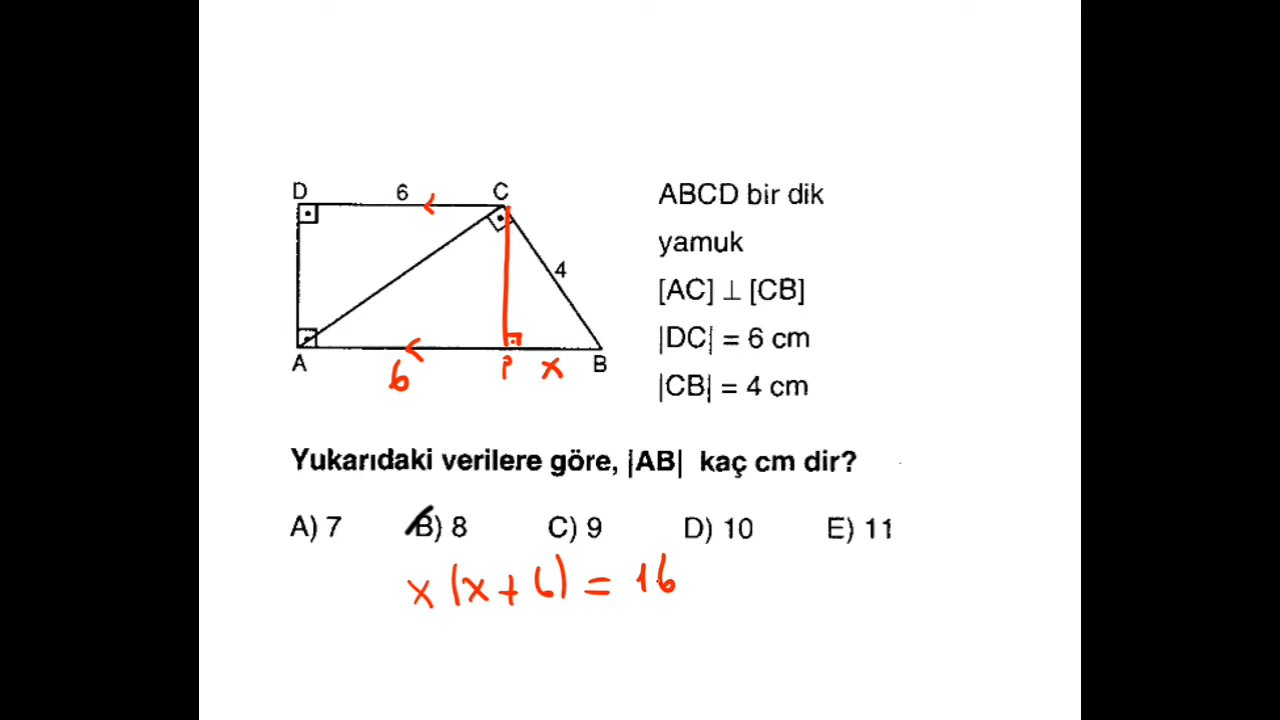 D 6 C
ABCD bir dik
yamuk
4
[AC] ⊥ [CB]
|DC| = 6 cm
A B
6 P x
|CB| = 4 cm
Yukarıdaki verilere göre, |AB| kaç cm dir?
A) 7 B) 8 C) 9 D) 10 E) 11
x (x + 6) = 16